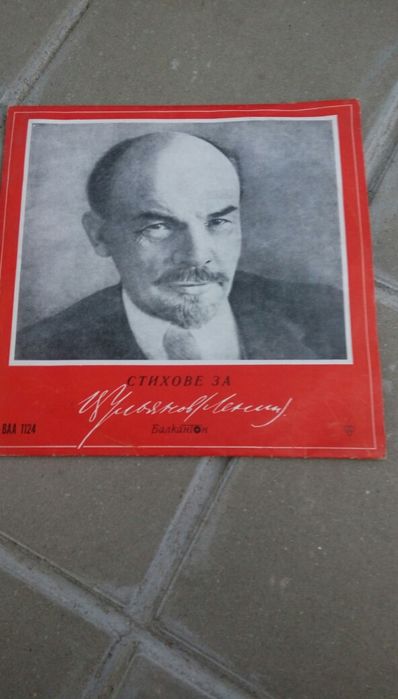 СТИХОВЕ ЗА
В Ульянов (Ленин)
Балкантон
ВАА 1124